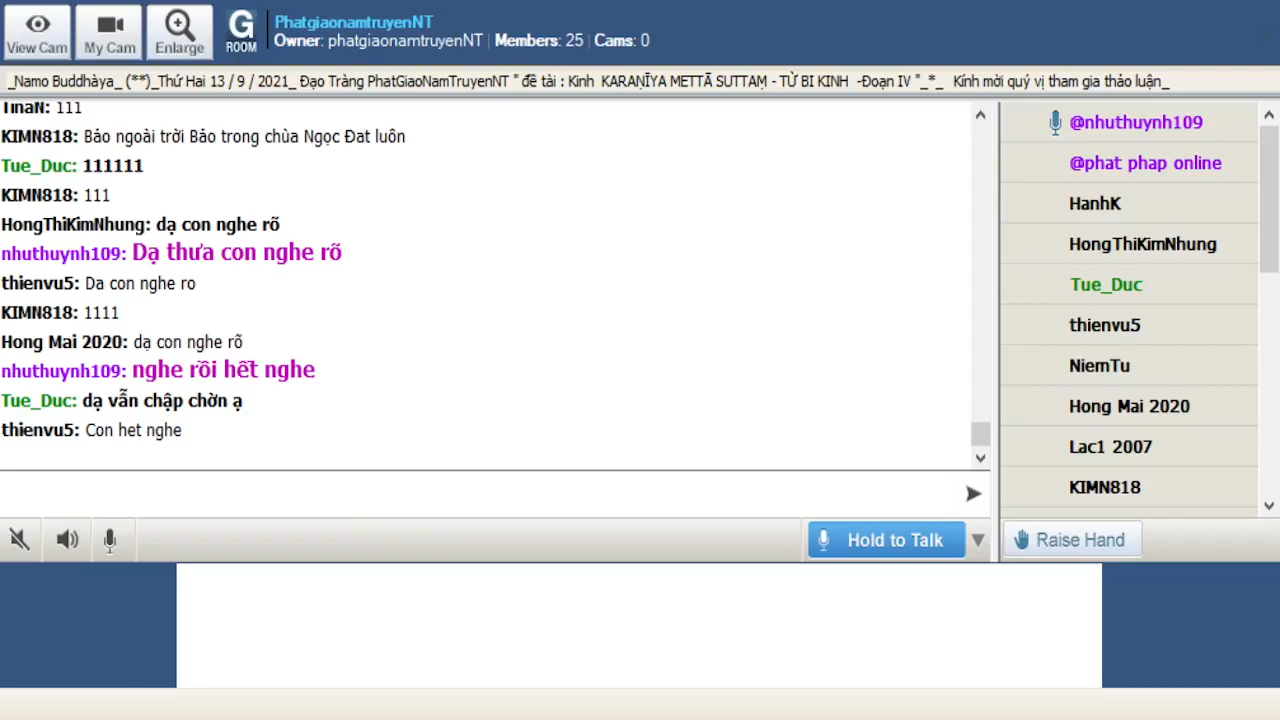 View Cam
My Cam
Enlarge
G
ROOM
PhatgiaonamtruyenNT
Owner: phatgiaonamtruyenNT | Members: 25 | Cams: 0
_Namo Buddhàya_ (**)_Thứ Hai 13 / 9 / 2021_ Đạo Tràng PhatGiaoNamTruyenNT " đề tài : Kinh KARAṆĪYA METTĀ SUTTAṂ - TỪ BI KINH -Đoạn IV "_*_ Kính mời quý vị tham gia thảo luận_
TinaN: 111
KIMN818: Bảo ngoài trời Bảo trong chùa Ngọc Đat luôn
Tue_Duc: 111111
KIMN818: 111
HongThiKimNhung: dạ con nghe rõ
nhuthuynh109: Dạ thưa con nghe rõ
thienvu5: Da con nghe ro
KIMN818: 1111
Hong Mai 2020: dạ con nghe rõ
nhuthuynh109: nghe rồi hết nghe
Tue_Duc: dạ vẫn chập chờn ạ
thienvu5: Con het nghe
@nhuthuynh109
@phat phap online
HanhK
HongThiKimNhung
Tue_Duc
thienvu5
NiemTu
Hong Mai 2020
Lac1 2007
KIMN818
Hold to Talk
Raise Hand